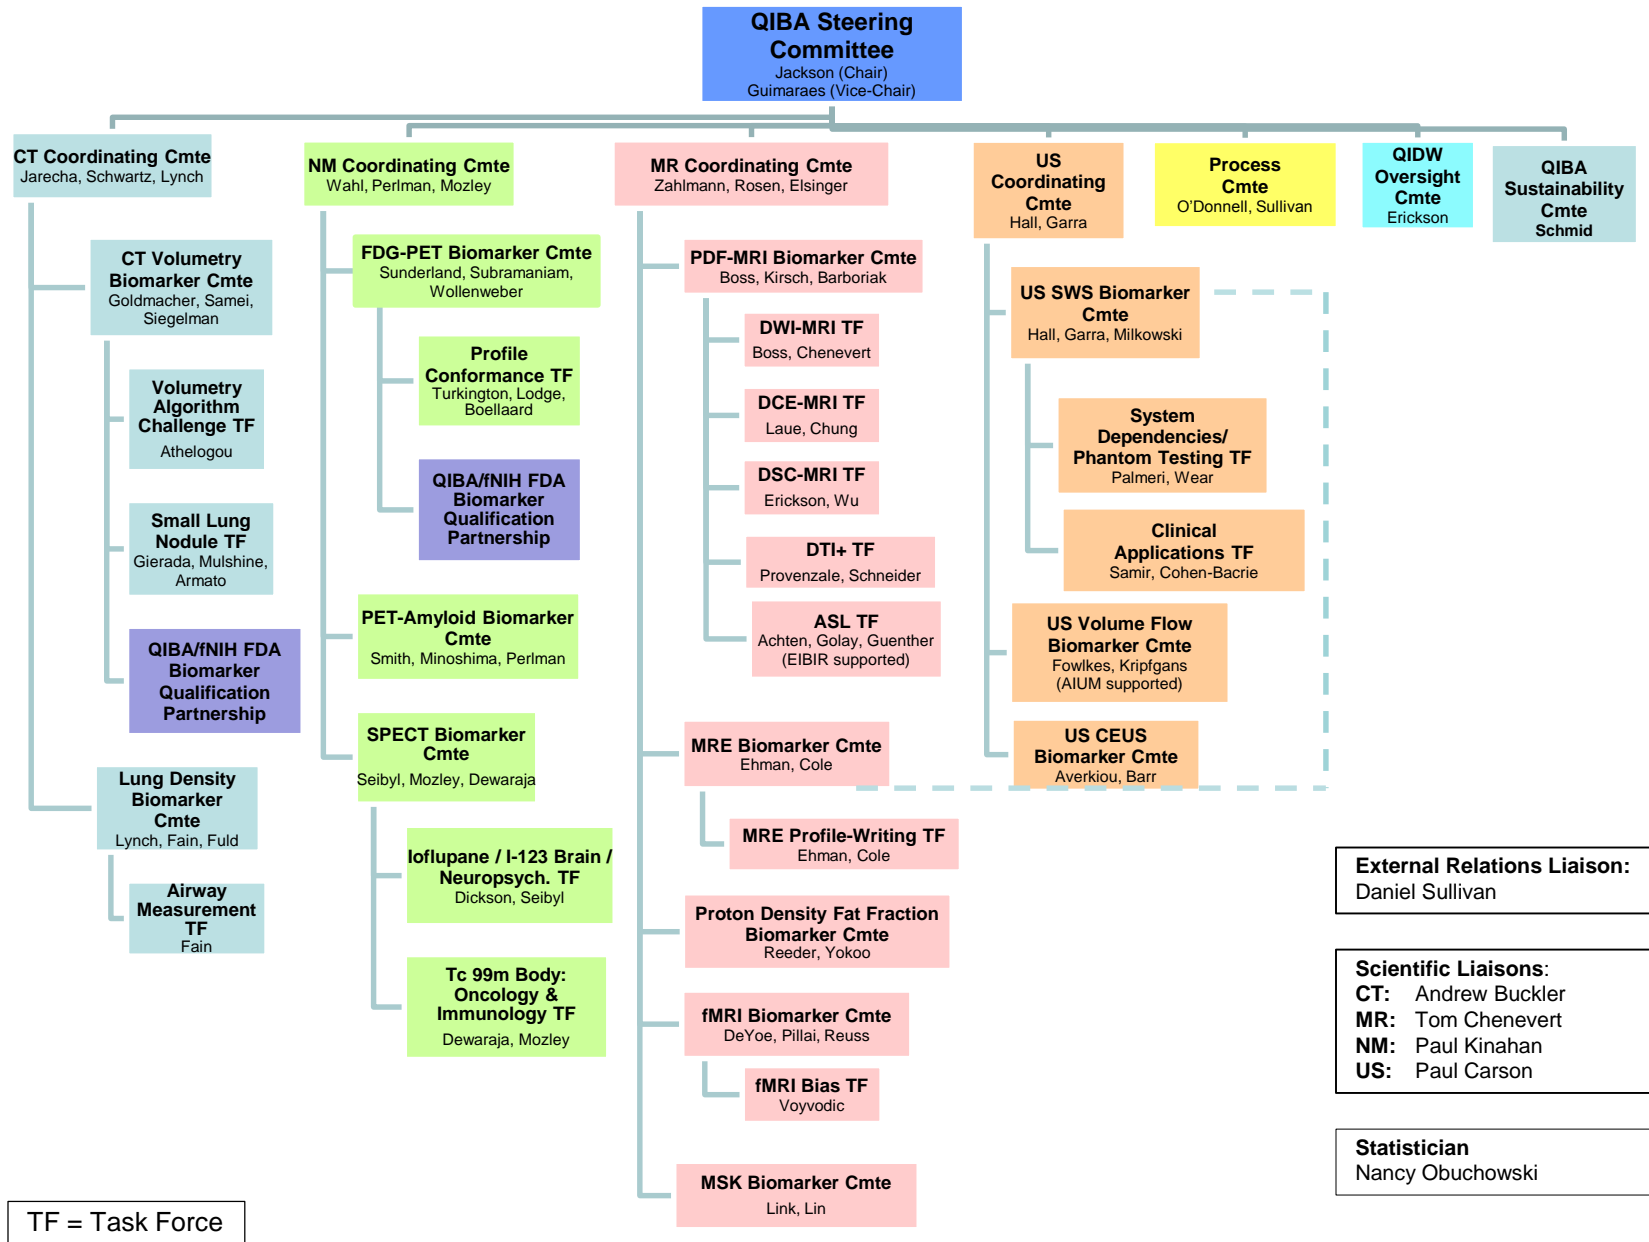 QIBA Steering
Committee
Jackson (Chair)
Guimaraes (Vice-Chair)
CT Coordinating Cmte
Jarecha, Schwartz, Lynch
NM Coordinating Cmte
Wahl, Perlman, Mozley
MR Coordinating Cmte
Zahlmann, Rosen, Elsinger
US
Coordinating
Cmte
Hall, Garra
Process
Cmte
O’Donnell, Sullivan
QIDW
Oversight
Cmte
Erickson
QIBA
Sustainability
Cmte
Schmid
CT Volumetry
Biomarker Cmte
Goldmacher, Samei,
Siegelman
Volumetry
Algorithm
Challenge TF
Athelogou
Small Lung
Nodule TF
Gierada, Mulshine,
Armato
QIBA/fNIH FDA
Biomarker
Qualification
Partnership
Lung Density
Biomarker
Cmte
Lynch, Fain, Fuld
Airway
Measurement
TF
Fain
FDG-PET Biomarker Cmte
Sunderland, Subramaniam,
Wollenweber
Profile
Conformance TF
Turkington, Lodge,
Boellaard
QIBA/fNIH FDA
Biomarker
Qualification
Partnership
PET-Amyloid Biomarker
Cmte
Smith, Minoshima, Perlman
SPECT Biomarker
Cmte
Seibyl, Mozley, Dewaraja
Ioflupane / I-123 Brain /
Neuropsych. TF
Dickson, Seibyl
Tc 99m Body:
Oncology &
Immunology TF
Dewaraja, Mozley
PDF-MRI Biomarker Cmte
Boss, Kirsch, Barboriak
DWI-MRI TF
Boss, Chenevert
DCE-MRI TF
Laue, Chung
DSC-MRI TF
Erickson, Wu
DTI+ TF
Provenzale, Schneider
ASL TF
Achten, Golay, Guenther
(EIBIR supported)
MRE Biomarker Cmte
Ehman, Cole
MRE Profile-Writing TF
Ehman, Cole
Proton Density Fat Fraction
Biomarker Cmte
Reeder, Yokoo
fMRI Biomarker Cmte
DeYoe, Pillai, Reuss
fMRI Bias TF
Voyvodic
MSK Biomarker Cmte
Link, Lin
US SWS Biomarker
Cmte
Hall, Garra, Milkowski
System
Dependencies/
Phantom Testing TF
Palmeri, Wear
Clinical
Applications TF
Samir, Cohen-Bacrie
US Volume Flow
Biomarker Cmte
Fowlkes, Kripfgans
(AIUM supported)
US CEUS
Biomarker Cmte
Averkiou, Barr
External Relations Liaison:
Daniel Sullivan
Scientific Liaisons:
CT: Andrew Buckler
MR: Tom Chenevert
NM: Paul Kinahan
US: Paul Carson
Statistician
Nancy Obuchowski
TF = Task Force